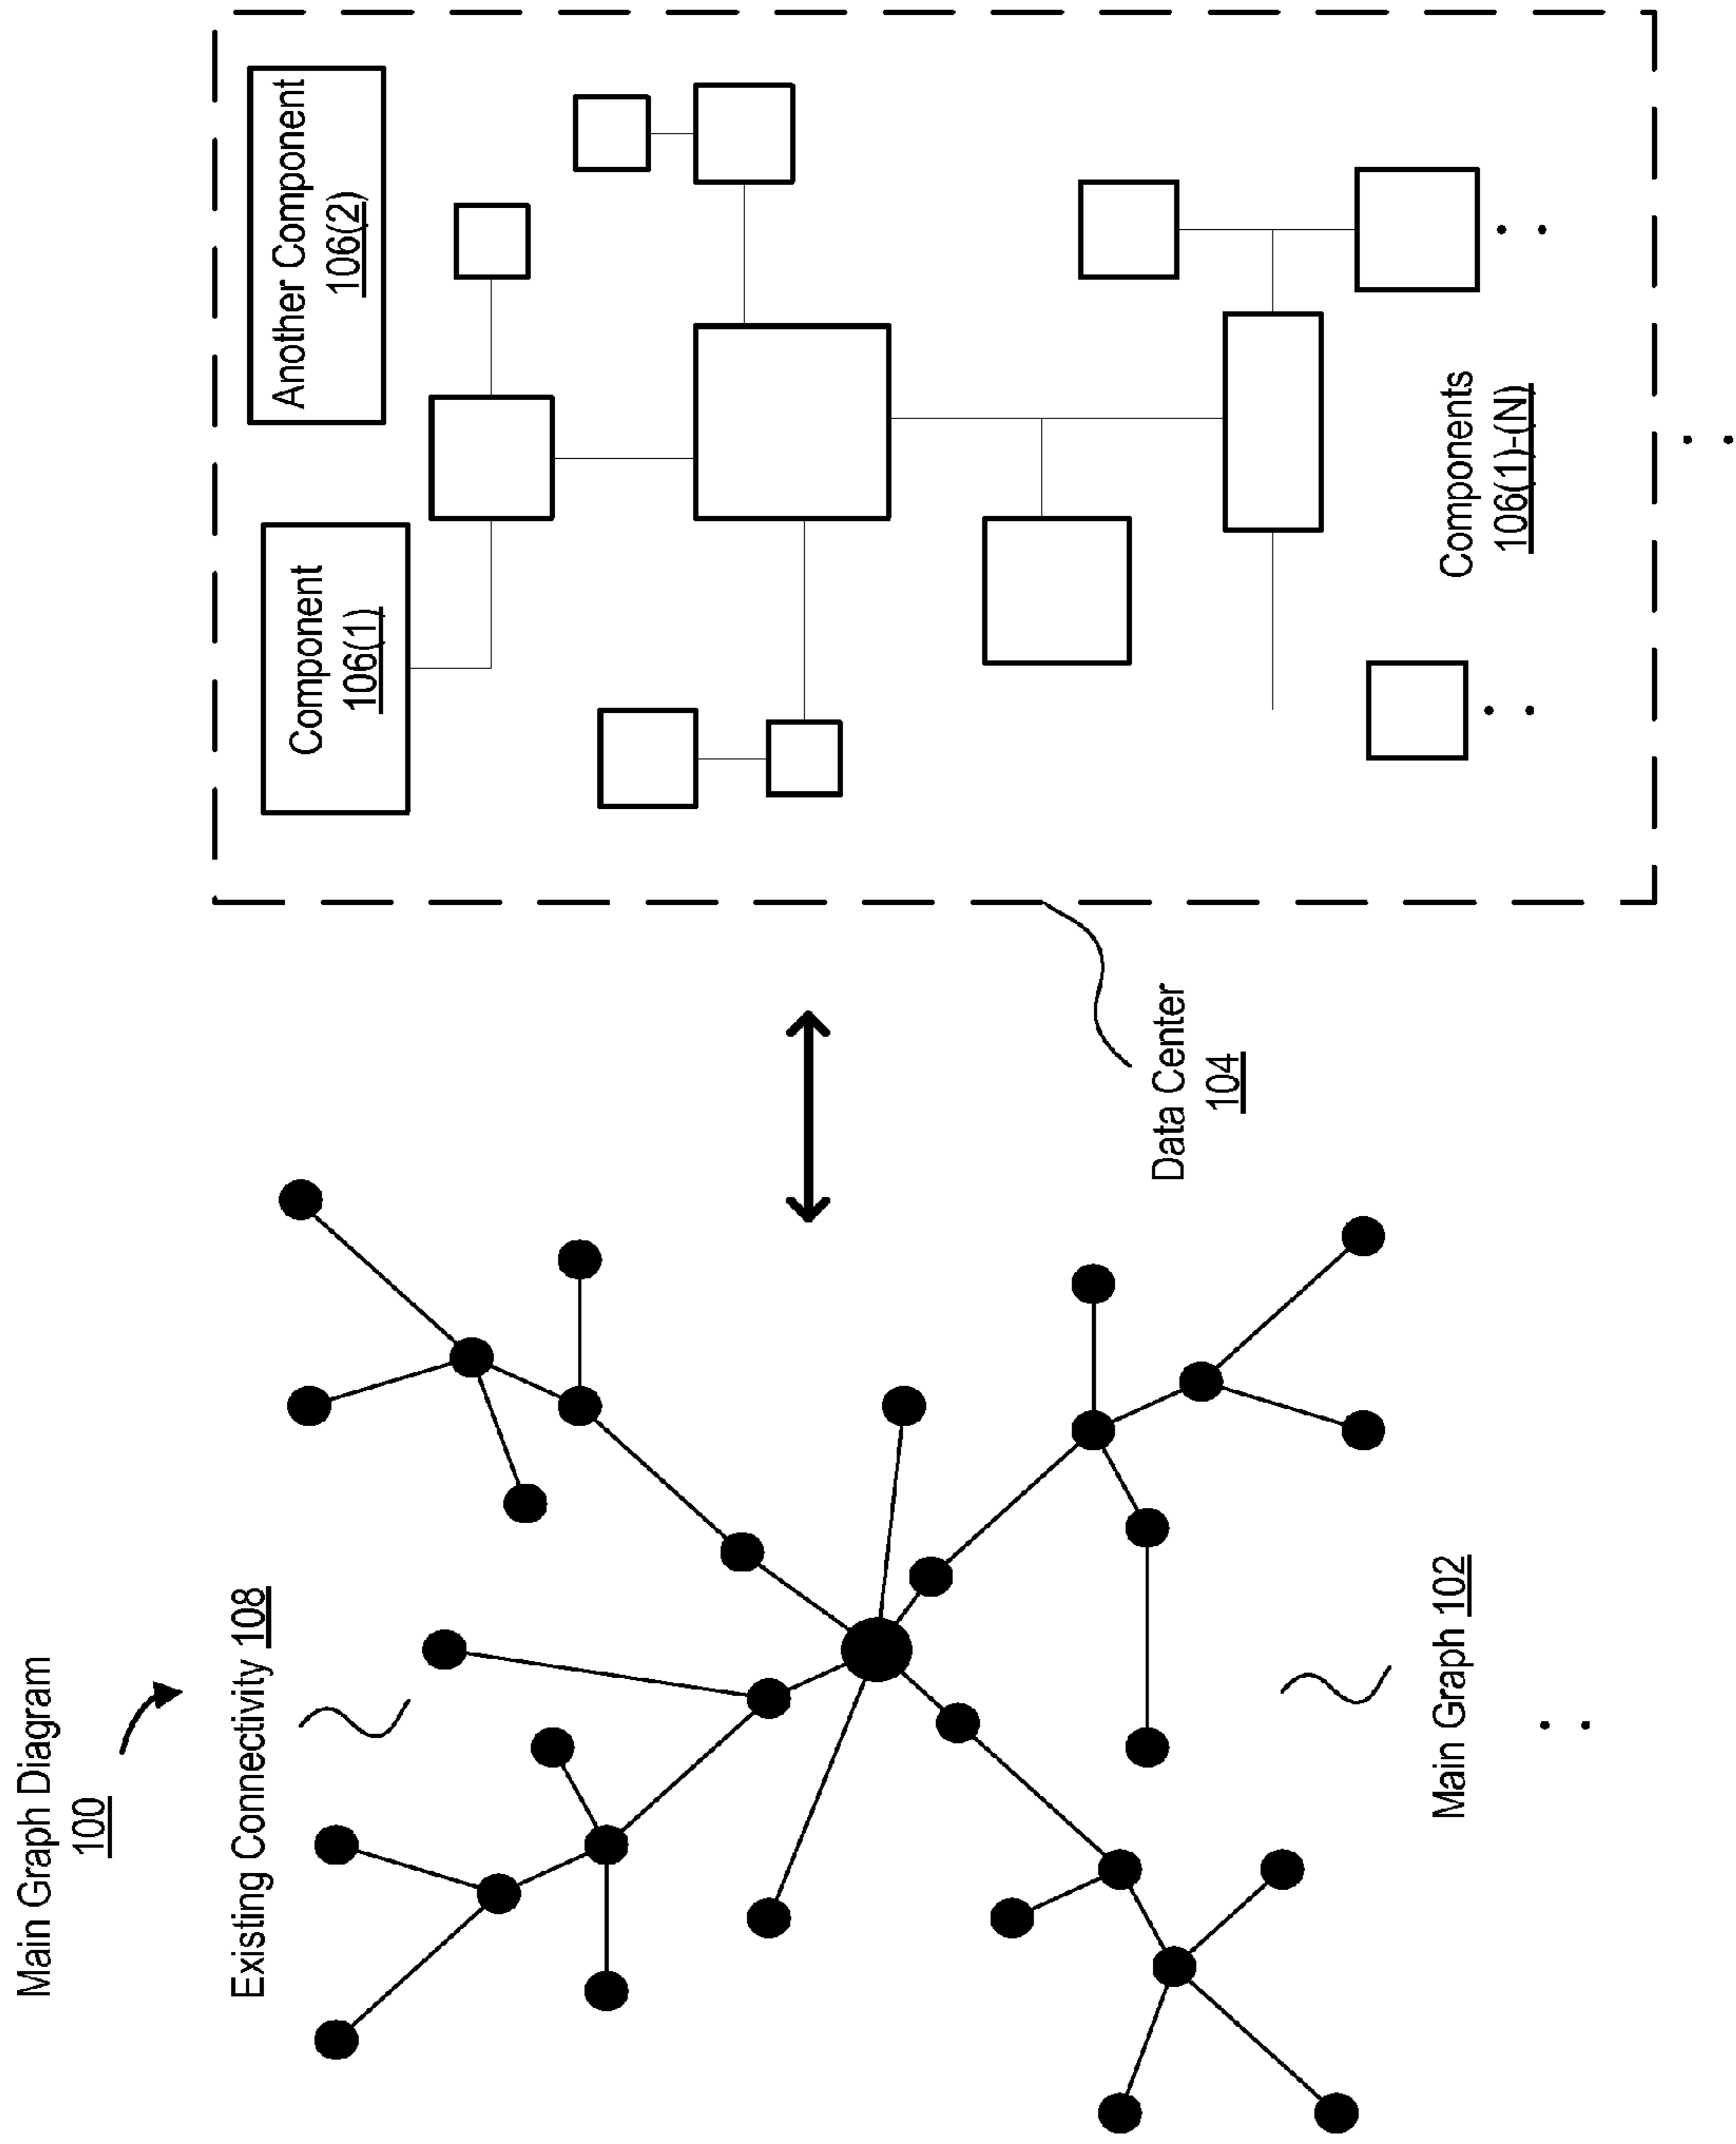 Main Graph Diagram
100
Existing Connectivity 108
Component
106(1)
Another Component
106(2)
Data Center
104
Main Graph 102
Components
106(1)-(N)